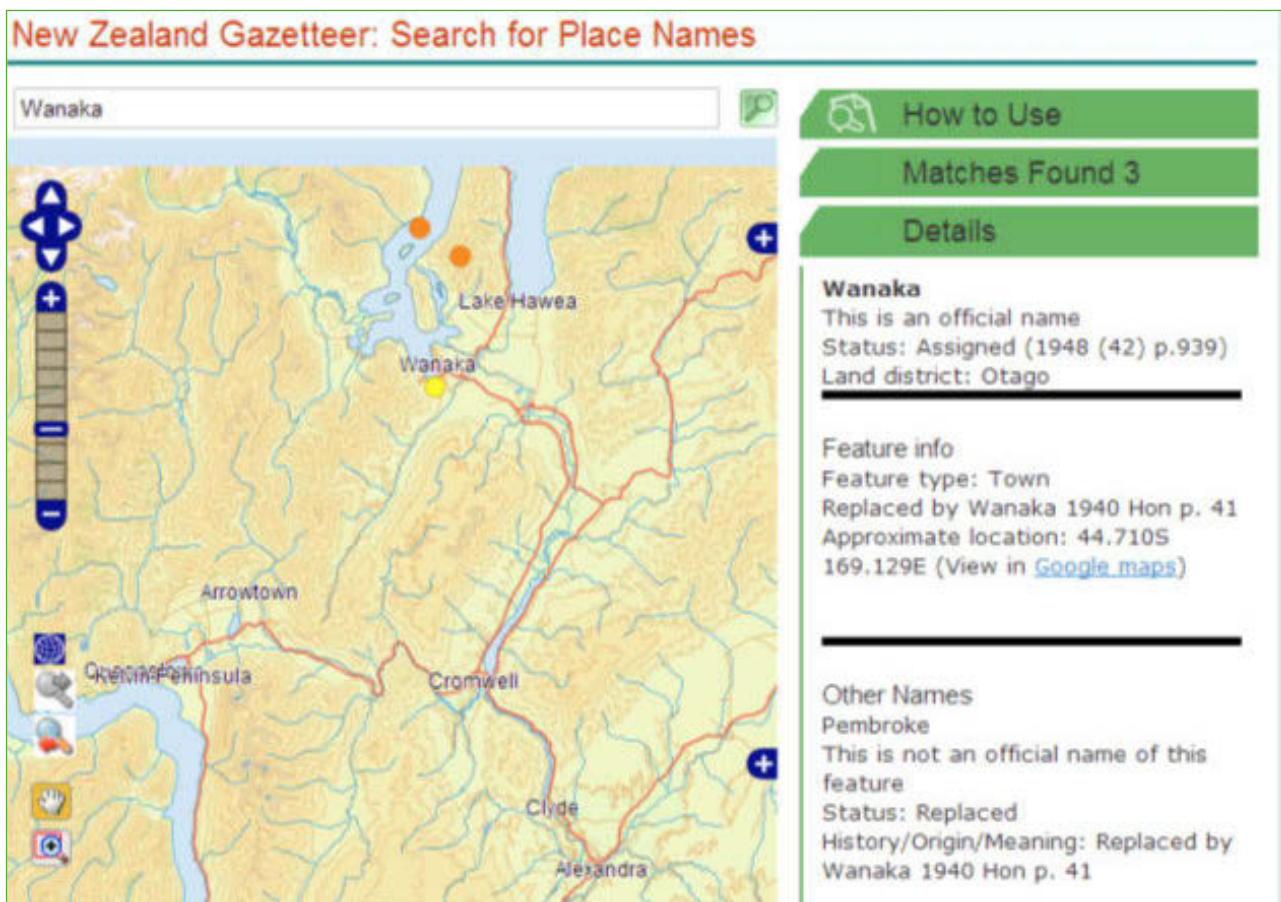 New Zealand Gazetteer: Search for Place Names
Wanaka
Lake Hawea
Wanaka
Arrowtown
Kelvin Peninsula
Cromwell
Clyde
Alexandra
How to Use
Matches Found 3
Details
Wanaka
This is an official name
Status: Assigned (1948 (42) p.939)
Land district: Otago
Feature info
Feature type: Town
Replaced by Wanaka 1940 Hon p. 41
Approximate location: 44.710S
169.129E (View in Google maps)
Other Names
Pembroke
This is not an official name of this
feature
Status: Replaced
History/Origin/Meaning: Replaced by
Wanaka 1940 Hon p. 41